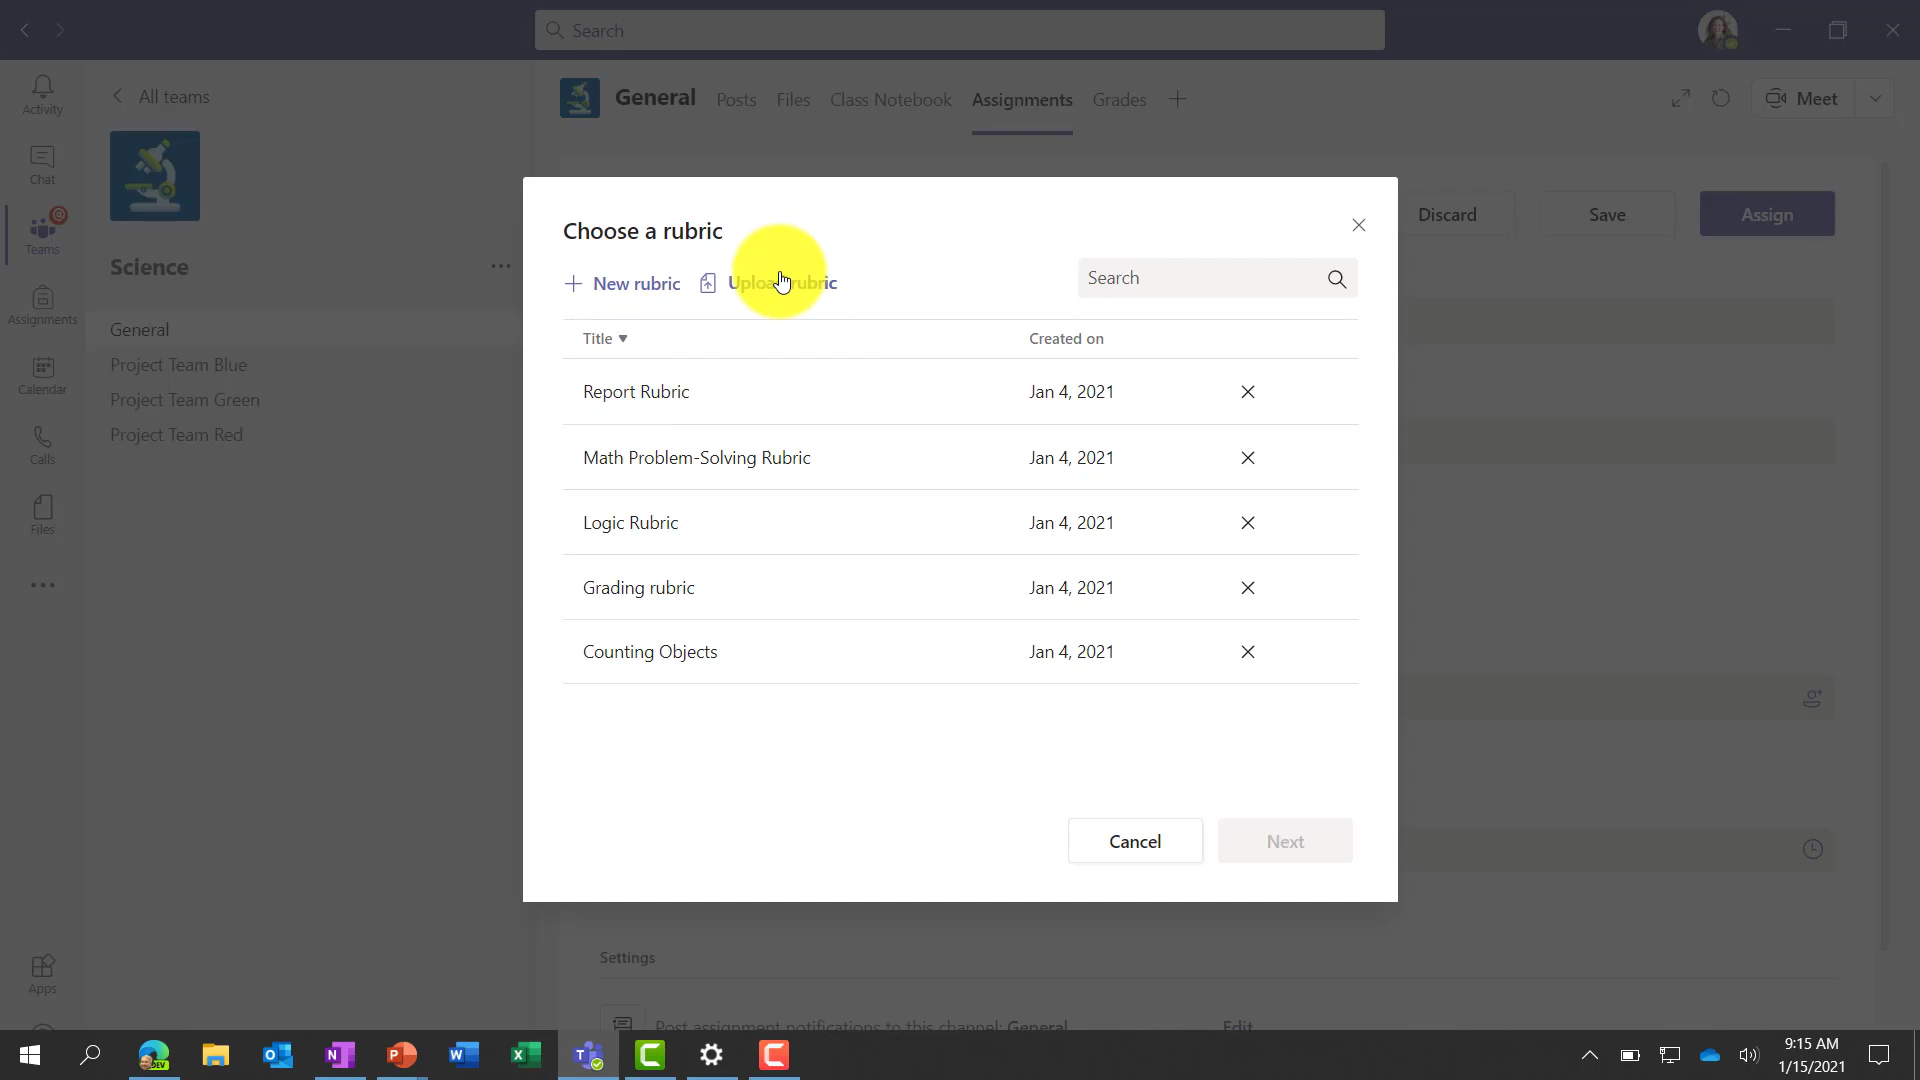 Search
Activity
Chat
@
Teams
Assignments
Calendar
Calls
Files
Apps
All teams
Science
General
Project Team Blue
Project Team Green
Project Team Red
General Posts Files Class Notebook Assignments Grades
Meet
Discard Save Assign
Choose a rubric
New rubric Upload rubric
Search
Title Created on
Report Rubric Jan 4, 2021
Math Problem-Solving Rubric Jan 4, 2021
Logic Rubric Jan 4, 2021
Grading rubric Jan 4, 2021
Counting Objects Jan 4, 2021
Cancel Next
Settings
Post assignment notifications to this channel: General Edit
DEV
9:15 AM
1/15/2021